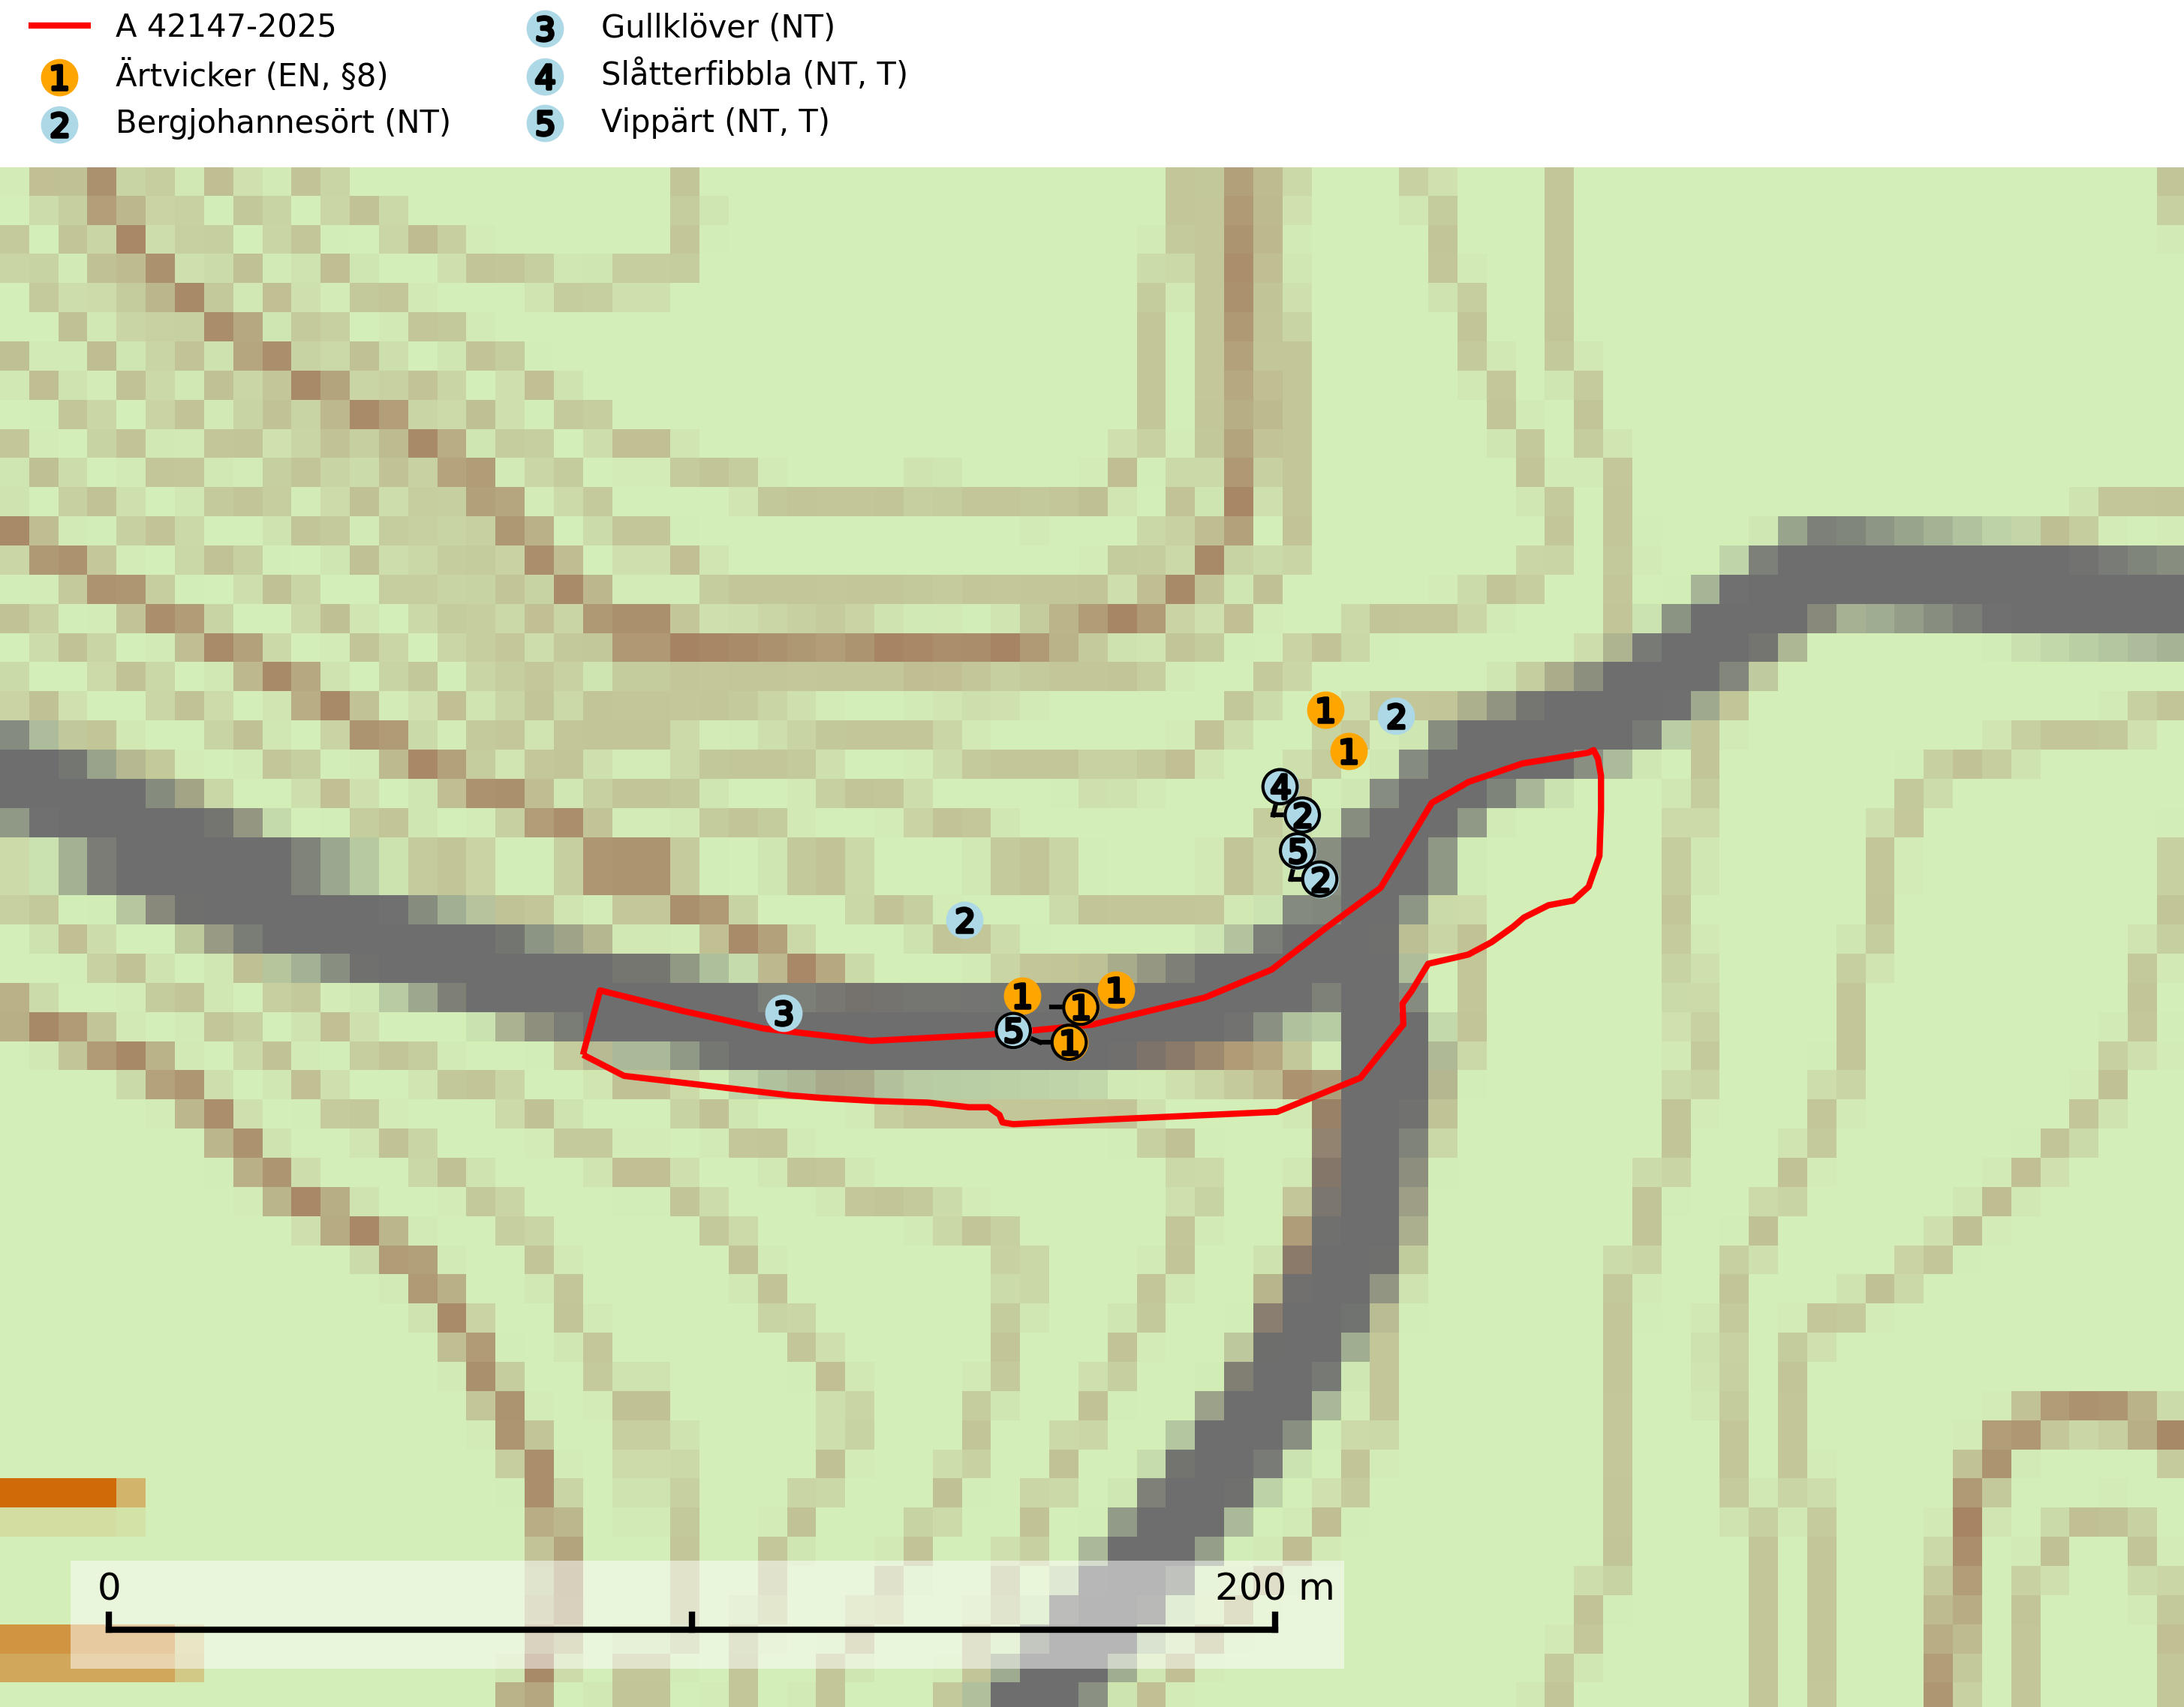 A 42147-2025
1 Ärtvicker (EN, §8)
2 Bergjohannesört (NT)
3 Gullklöver (NT)
4 Slåtterfibbla (NT, T)
5 Vippärt (NT, T)
1
2
1
4
2
5
2
2
1
1
1
3
5
1
0
200 m